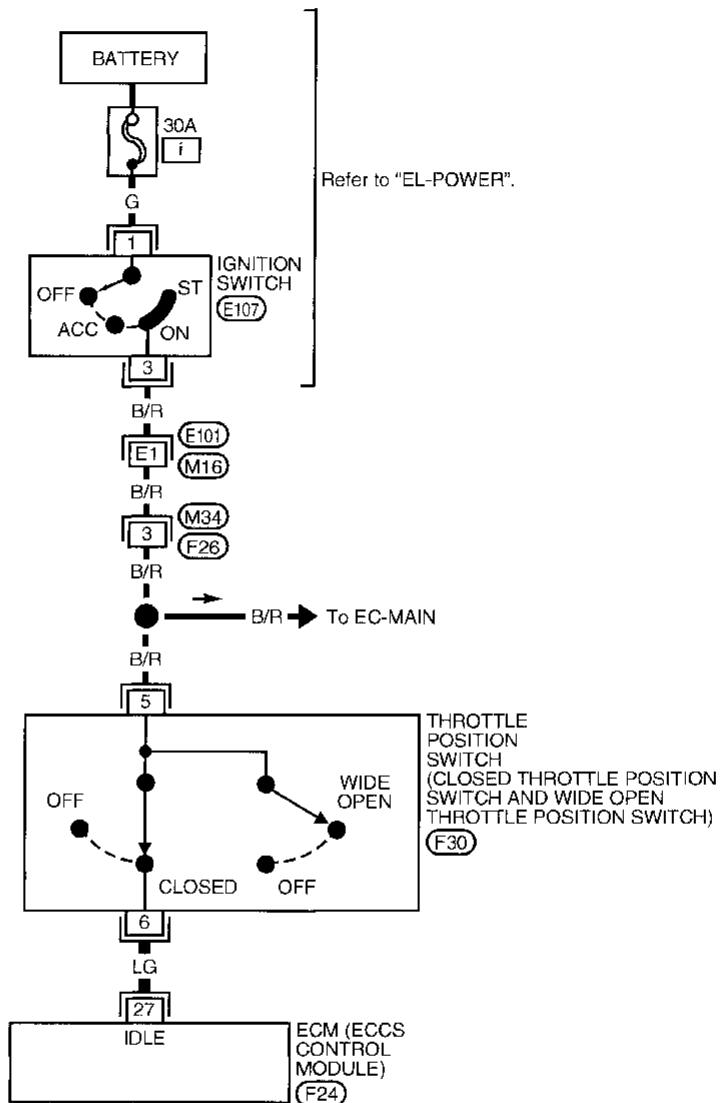 BATTERY
30A
f
Refer to "EL-POWER".
G
1
IGNITION
SWITCH
E107
OFF
ST
ACC
ON
3
B/R
E1
E101
M16
B/R
3
M34
F26
B/R
B/R
To EC-MAIN
B/R
5
THROTTLE
POSITION
SWITCH
(CLOSED THROTTLE POSITION
SWITCH AND WIDE OPEN
THROTTLE POSITION SWITCH)
F30
OFF
WIDE
OPEN
CLOSED
OFF
6
LG
27
IDLE
ECM (ECCS
CONTROL
MODULE)
F24